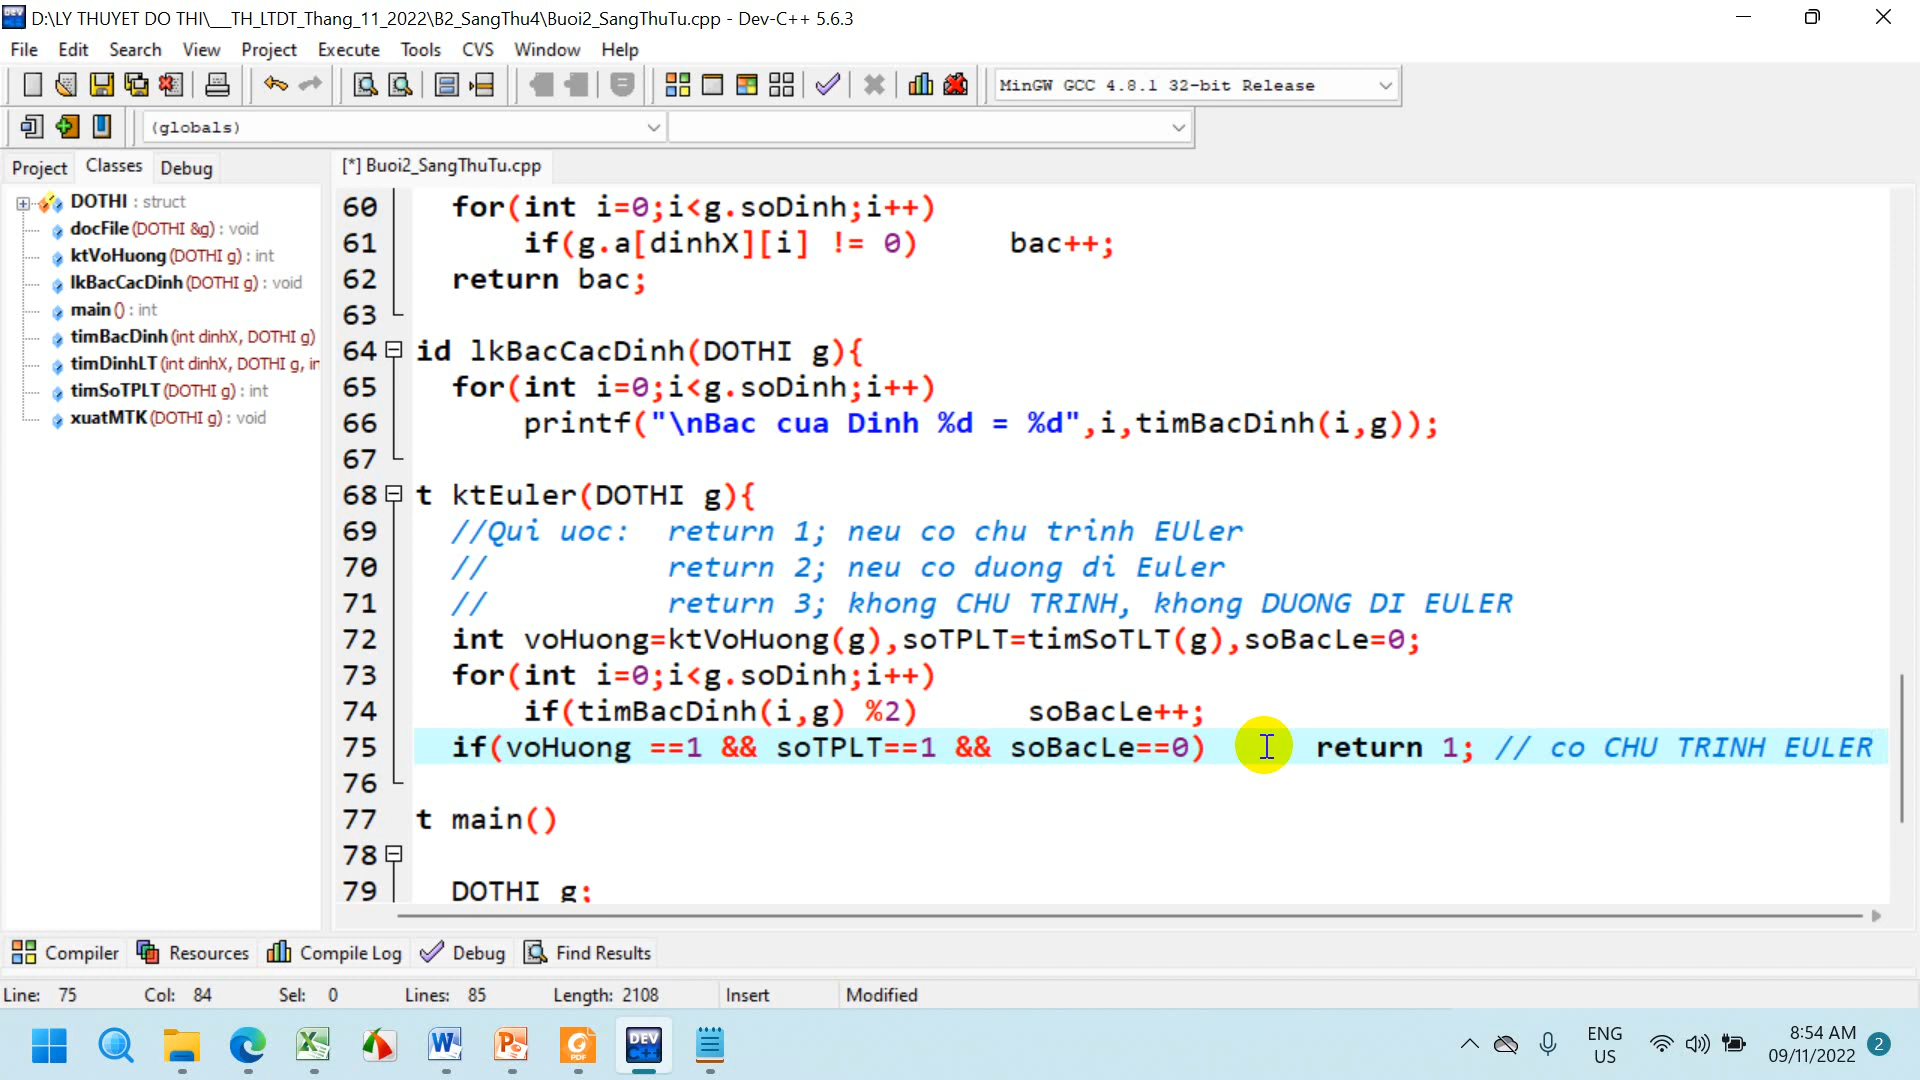 D:\LY THUYET DO THI\__TH_LTDT_Thang_11_2022\B2_SangThu4\Buoi2_SangThuTu.cpp - Dev-C++ 5.6.3
File Edit Search View Project Execute Tools CVS Window Help
MinGW GCC 4.8.1 32-bit Release
(globals)
Project Classes Debug
[*] Buoi2_SangThuTu.cpp
DOTHI : struct
docFile (DOTHI &g) : void
ktVoHuong (DOTHI g) : int
lkBacCacDinh (DOTHI g) : void
main () : int
timBacDinh (int dinhX, DOTHI g)
timDinhLT (int dinhX, DOTHI g, in
timSoTPLT (DOTHI g) : int
xuatMTK (DOTHI g) : void
60 for(int i=0;i<g.soDinh;i++)
61 if(g.a[dinhX][i] != 0) bac++;
62 return bac;
63
64 id lkBacCacDinh(DOTHI g){
65 for(int i=0;i<g.soDinh;i++)
66 printf("\nBac cua Dinh %d = %d",i,timBacDinh(i,g));
67
68 t ktEuler(DOTHI g){
69 //Qui uoc: return 1; neu co chu trinh EUler
70 // return 2; neu co duong di Euler
71 // return 3; khong CHU TRINH, khong DUONG DI EULER
72 int voHuong=ktVoHuong(g),soTPLT=timSoTLT(g),soBacLe=0;
73 for(int i=0;i<g.soDinh;i++)
74 if(timBacDinh(i,g) %2) soBacLe++;
75 if(voHuong ==1 && soTPLT==1 && soBacLe==0) return 1; // co CHU TRINH EULER
76
77 t main()
78
79 DOTHI g;
Compiler Resources Compile Log Debug Find Results
Line: 75 Col: 84 Sel: 0 Lines: 85 Length: 2108 Insert Modified
DEV C++
PDF
ENG
US
8:54 AM
09/11/2022
2